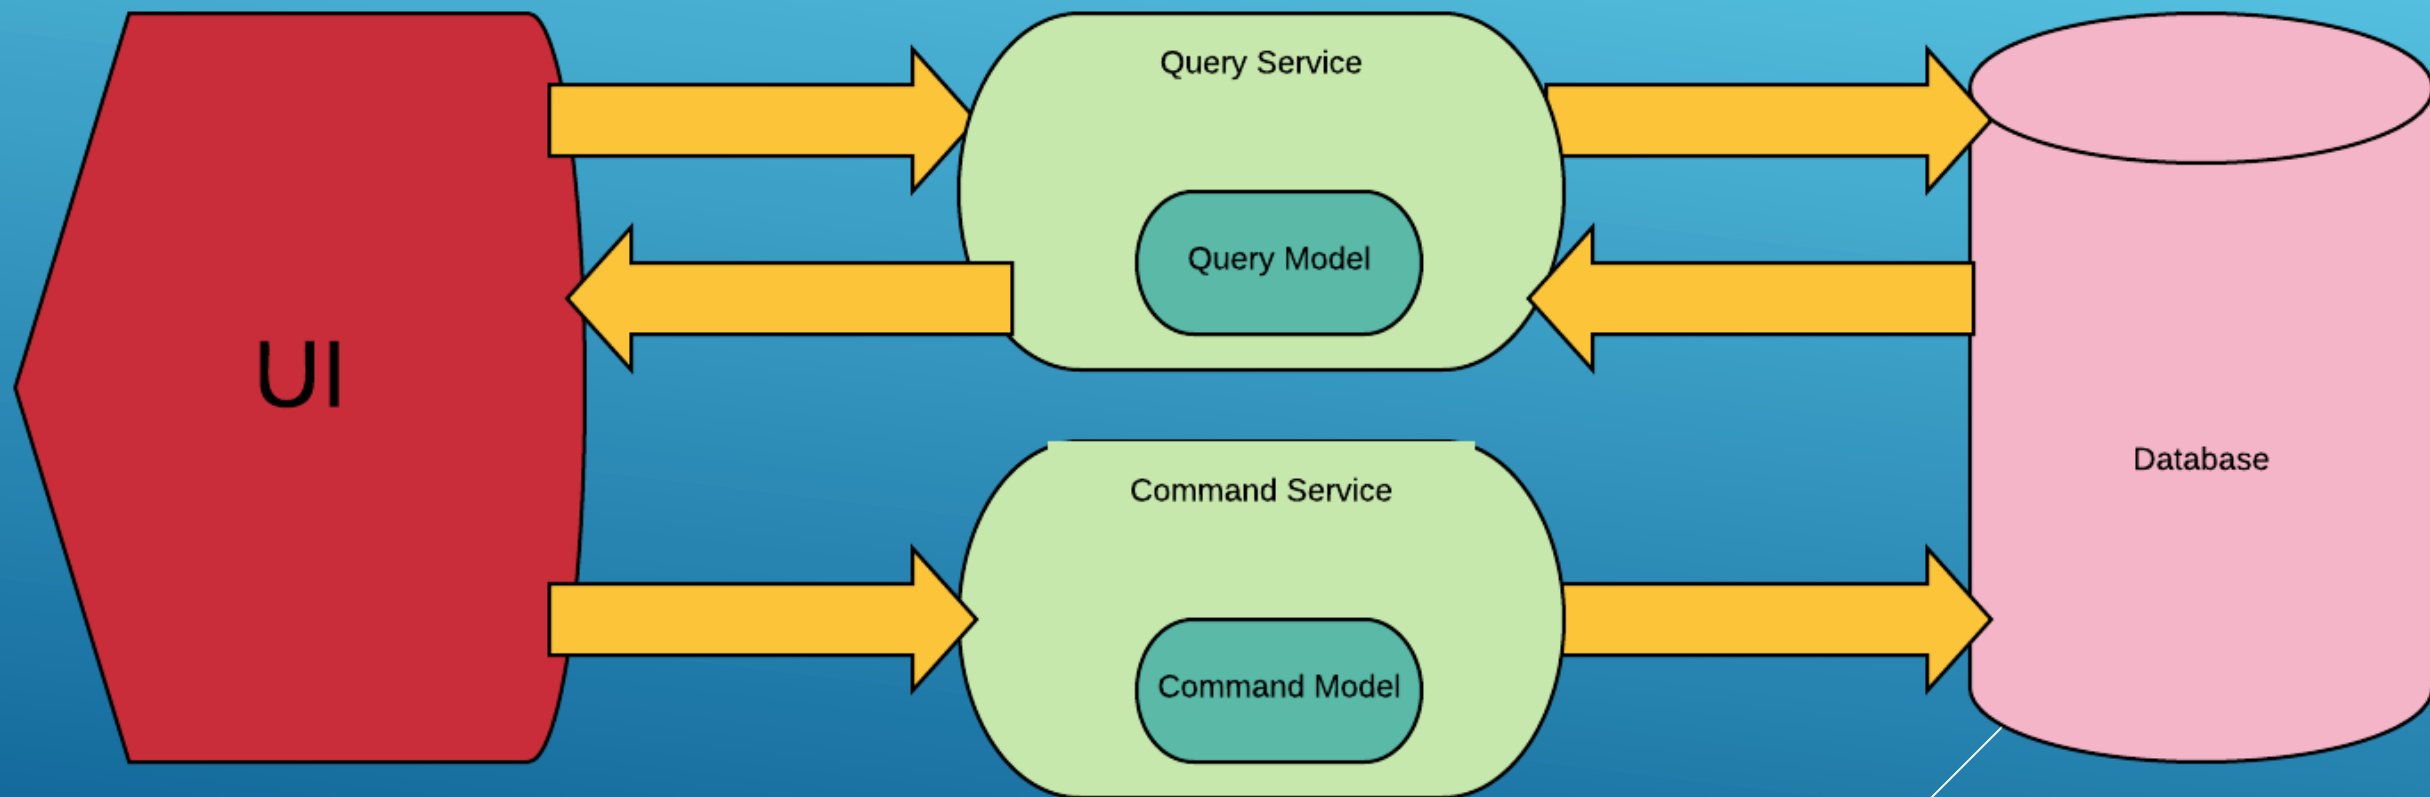 Query Service
Query Model
UI
Database
Command Service
Command Model